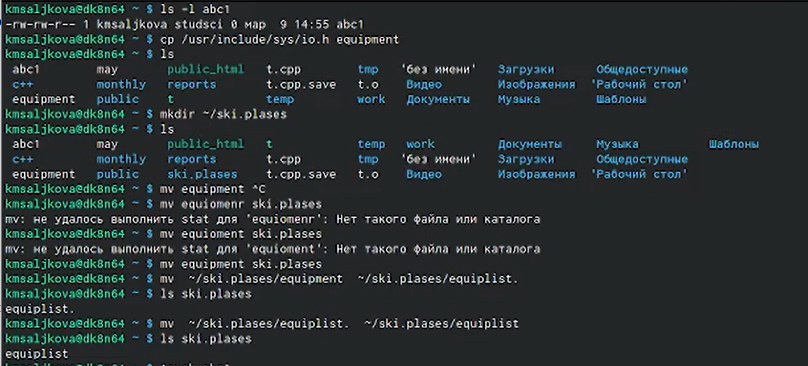 kmsaljkova@dk8n64 ~ $ ls -l abc1
-rw-rw-r-- 1 kmsaljkova studsci 0 мар  9 14:55 abc1
kmsaljkova@dk8n64 ~ $ cp /usr/include/sys/io.h equipment
kmsaljkova@dk8n64 ~ $ ls
abc1 may public_html t.cpp tmp 'без имени' Загрузки Общедоступные
c++ monthly reports t.cpp.save t.o Видео Изображения 'Рабочий стол'
equipment public t temp work Документы Музыка Шаблоны
kmsaljkova@dk8n64 ~ $ mkdir ~/ski.plases
kmsaljkova@dk8n64 ~ $ ls
abc1 may public_html t temp work Документы Музыка Шаблоны
c++ monthly reports t.cpp tmp 'без имени' Загрузки Общедоступные
equipment public ski.plases t.cpp.save t.o Видео Изображения 'Рабочий стол'
kmsaljkova@dk8n64 ~ $ mv equipment ^C
kmsaljkova@dk8n64 ~ $ mv equiomenr ski.plases
mv: не удалось выполнить stat для 'equiomenr': Нет такого файла или каталога
kmsaljkova@dk8n64 ~ $ mv equioment ski.plases
mv: не удалось выполнить stat для 'equioment': Нет такого файла или каталога
kmsaljkova@dk8n64 ~ $ mv equipment ski.plases
kmsaljkova@dk8n64 ~ $ mv  ~/ski.plases/equipment  ~/ski.plases/equiplist.
kmsaljkova@dk8n64 ~ $ ls ski.plases
equiplist.
kmsaljkova@dk8n64 ~ $ mv  ~/ski.plases/equiplist.  ~/ski.plases/equiplist
kmsaljkova@dk8n64 ~ $ ls ski.plases
equiplist